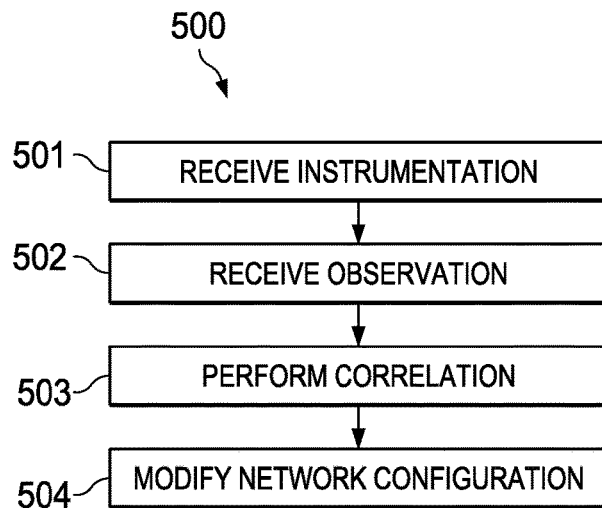 500
501
RECEIVE INSTRUMENTATION
502
RECEIVE OBSERVATION
503
PERFORM CORRELATION
504
MODIFY NETWORK CONFIGURATION